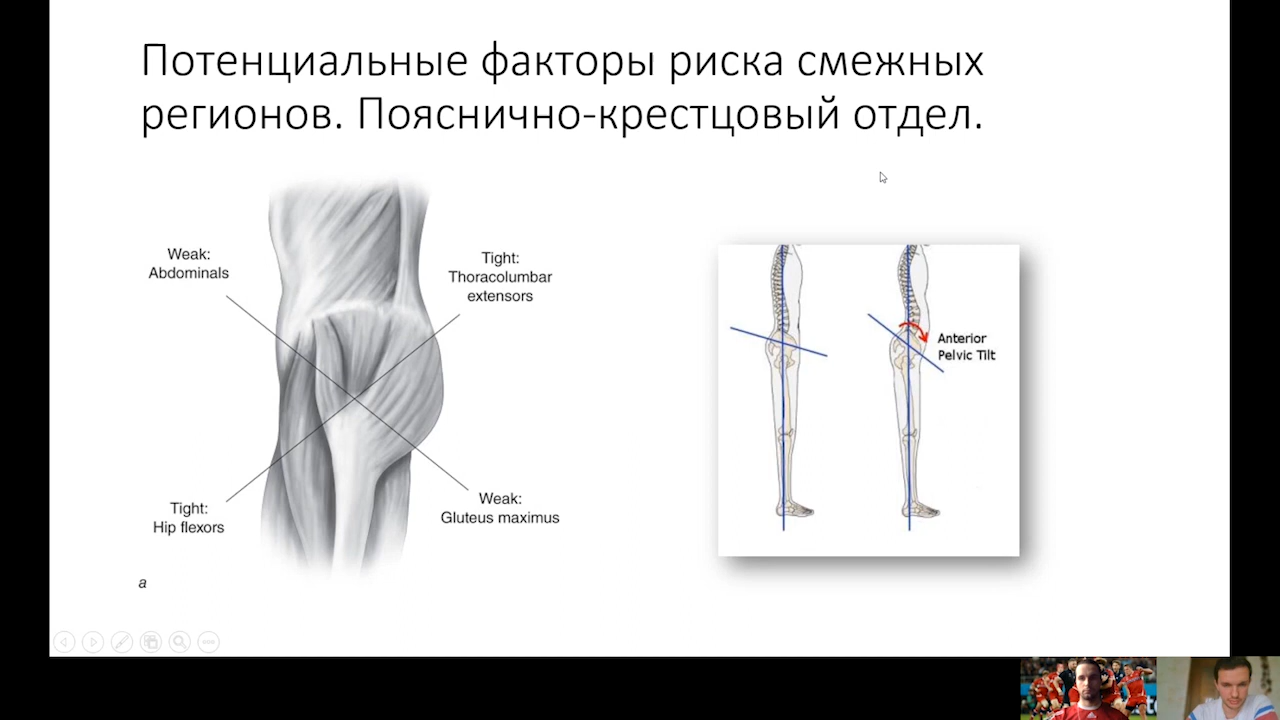 Потенциальные факторы риска смежных
регионов. Пояснично-крестцовый отдел.
Weak:
Abdominals
Tight:
Thoracolumbar
extensors
Tight:
Hip flexors
Weak:
Gluteus maximus
a
Anterior
Pelvic Tilt